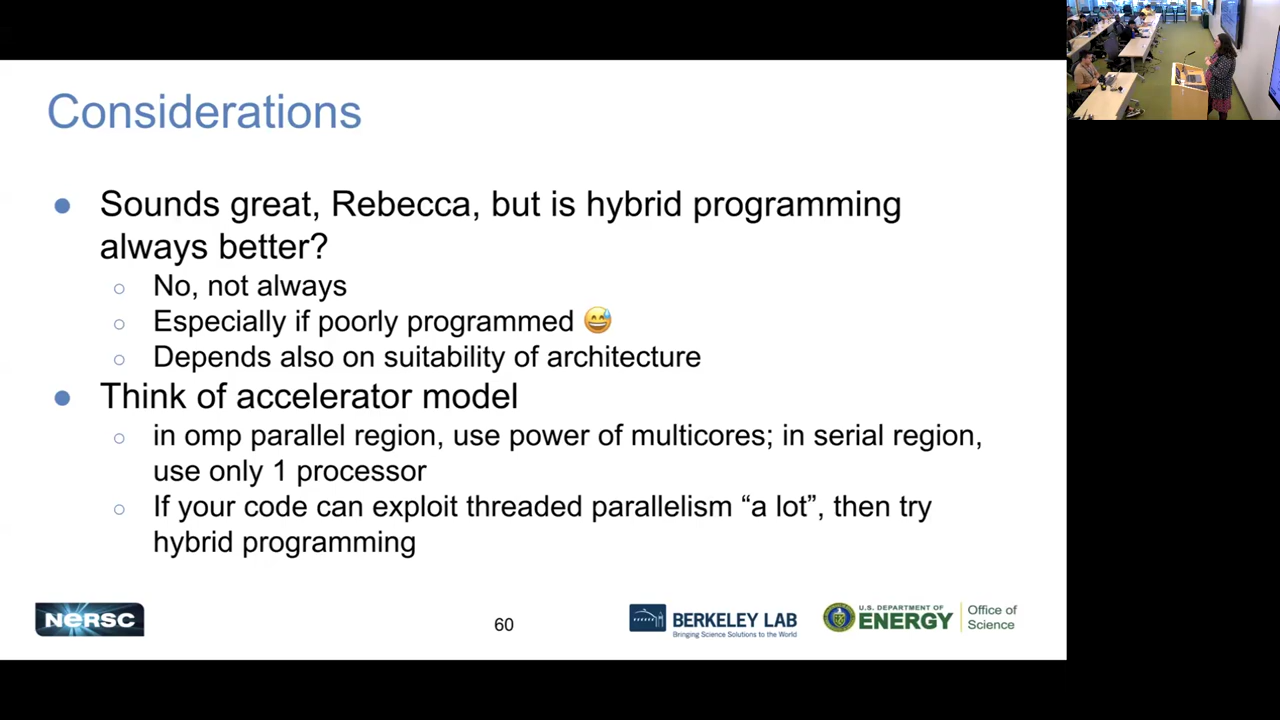 Considerations
● Sounds great, Rebecca, but is hybrid programming
always better?
○ No, not always
○ Especially if poorly programmed 😅
○ Depends also on suitability of architecture
● Think of accelerator model
○ in omp parallel region, use power of multicores; in serial region,
use only 1 processor
○ If your code can exploit threaded parallelism “a lot”, then try
hybrid programming
NERSC
60
BERKELEY LAB
Bringing Science Solutions to the World
U.S. DEPARTMENT OF
ENERGY
Office of
Science